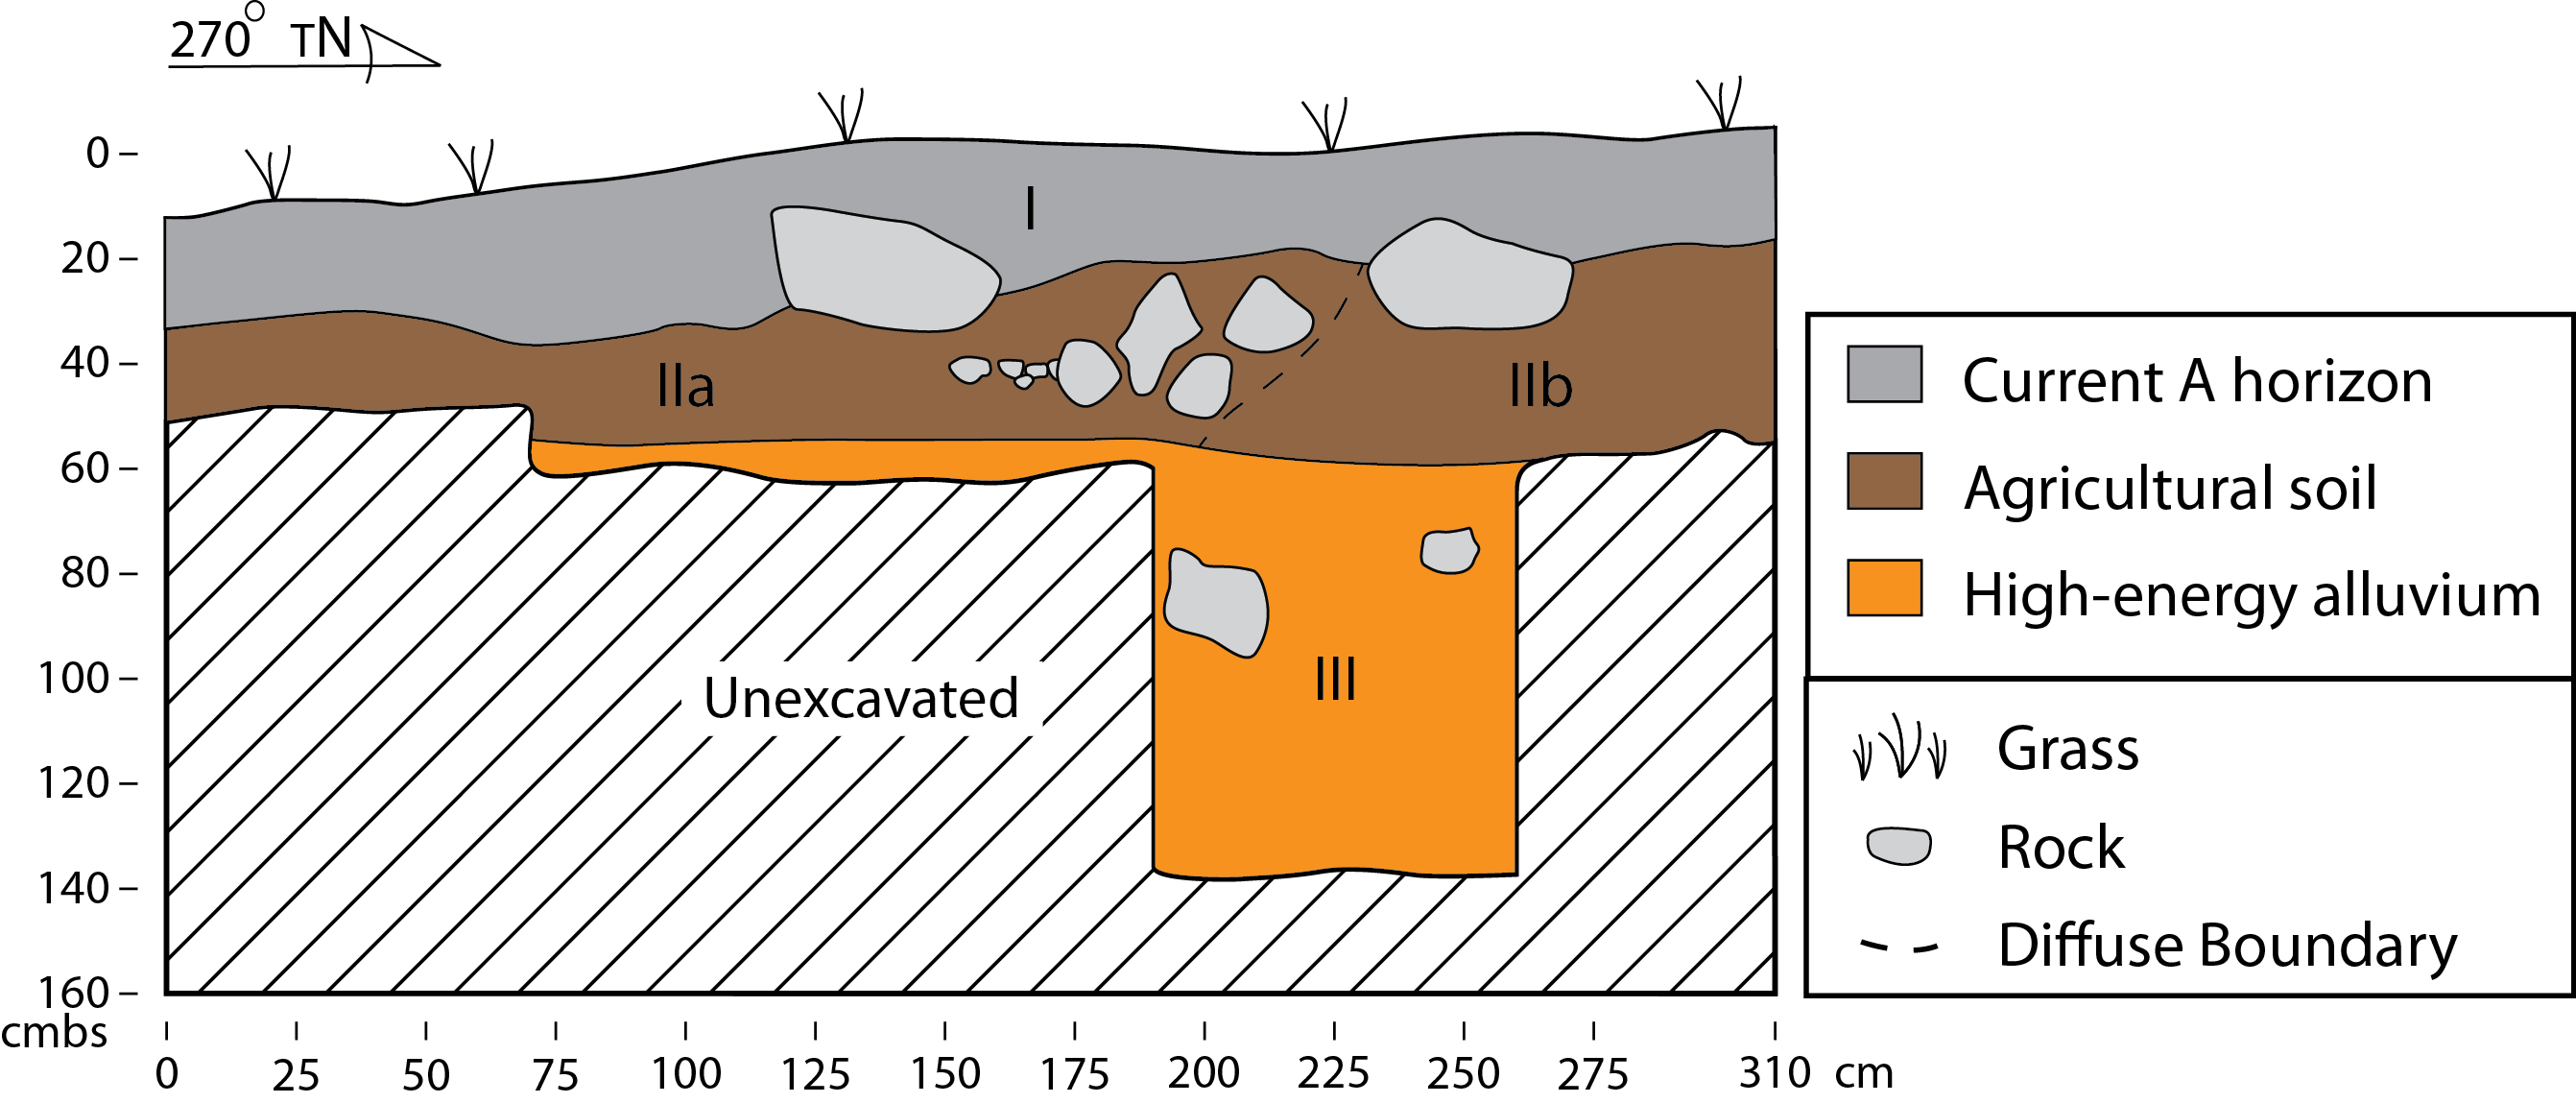 270° TN
0
20
40
60
80
100
120
140
160
cmbs
I
IIa
IIb
III
Unexcavated
0 25 50 75 100 125 150 175 200 225 250 275 310 cm
Current A horizon
Agricultural soil
High-energy alluvium
Grass
Rock
Diffuse Boundary